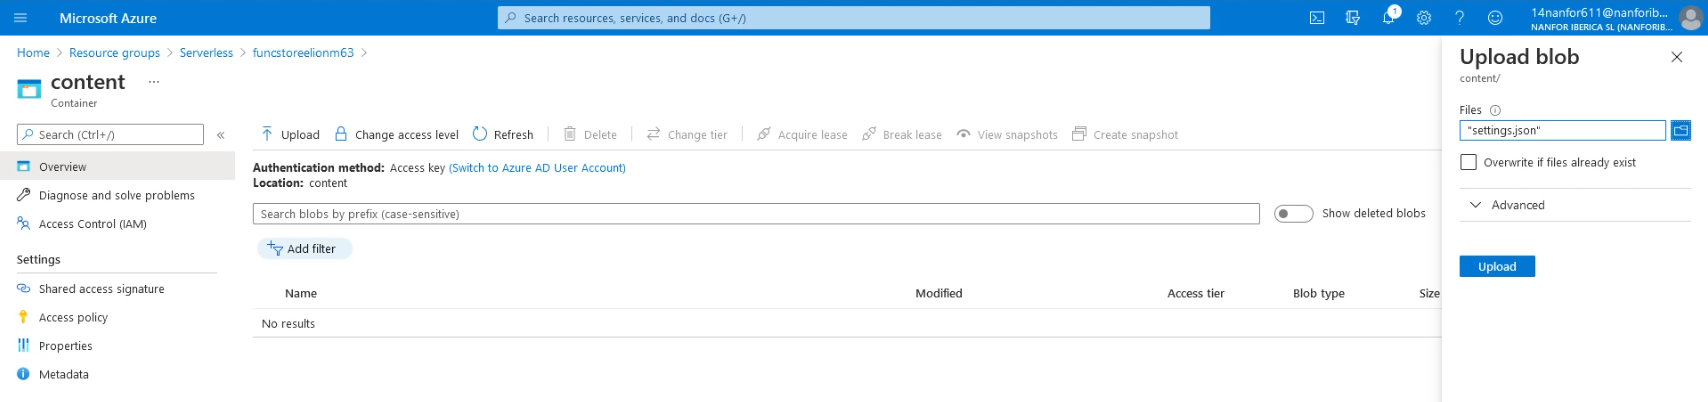 Microsoft Azure
Search resources, services, and docs (G+/)
1
14nanfor611@nanforib...
NANFOR IBERICA SL (NANFORIB...
Home > Resource groups > Serverless > funcstoreelionm63 >
content ...
Container
Search (Ctrl+/)
«
Overview
Diagnose and solve problems
Access Control (IAM)
Settings
Shared access signature
Access policy
Properties
Metadata
Upload
Change access level
Refresh
Delete
Change tier
Acquire lease
Break lease
View snapshots
Create snapshot
Authentication method: Access key (Switch to Azure AD User Account)
Location: content
Search blobs by prefix (case-sensitive)
Show deleted blobs
Add filter
Name
Modified
Access tier
Blob type
Size
No results
Upload blob
content/
Files
"settings.json"
Overwrite if files already exist
Advanced
Upload